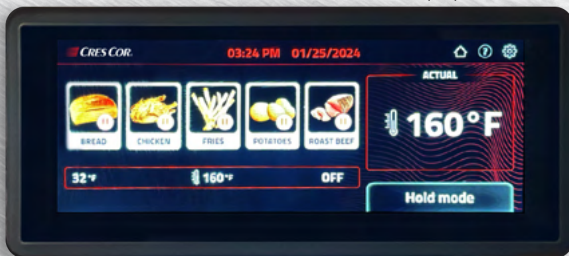 CRES COR.
03:24 PM 01/25/2024
ACTUAL
160°F
BREAD
CHICKEN
FRIES
POTATOES
ROAST BEEF
32°F
160°F
OFF
Hold mode